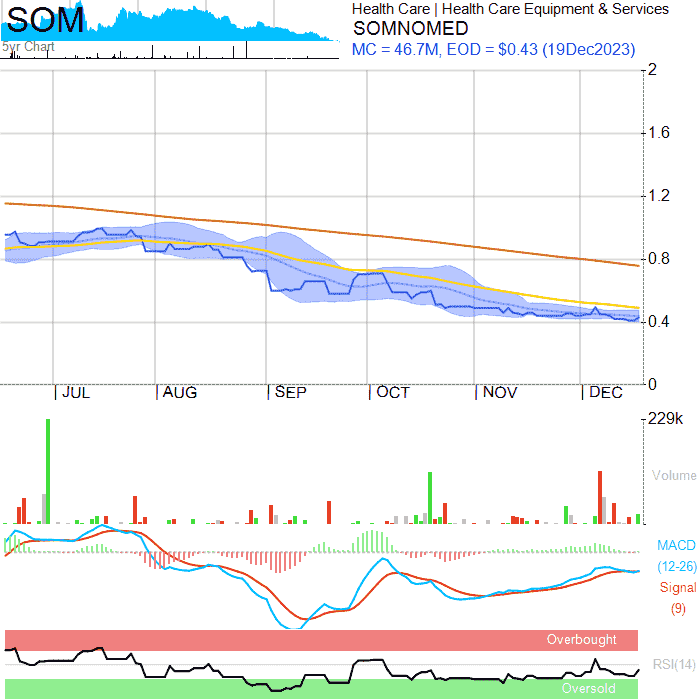 SOM
5yr Chart
Health Care | Health Care Equipment & Services
SOMNOMED
MC = 46.7M, EOD = $0.43 (19Dec2023)
2
1.6
1.2
0.8
0.4
0
JUL
AUG
SEP
OCT
NOV
DEC
229k
Volume
MACD
(12-26)
Signal
(9)
Overbought
RSI(14)
Oversold